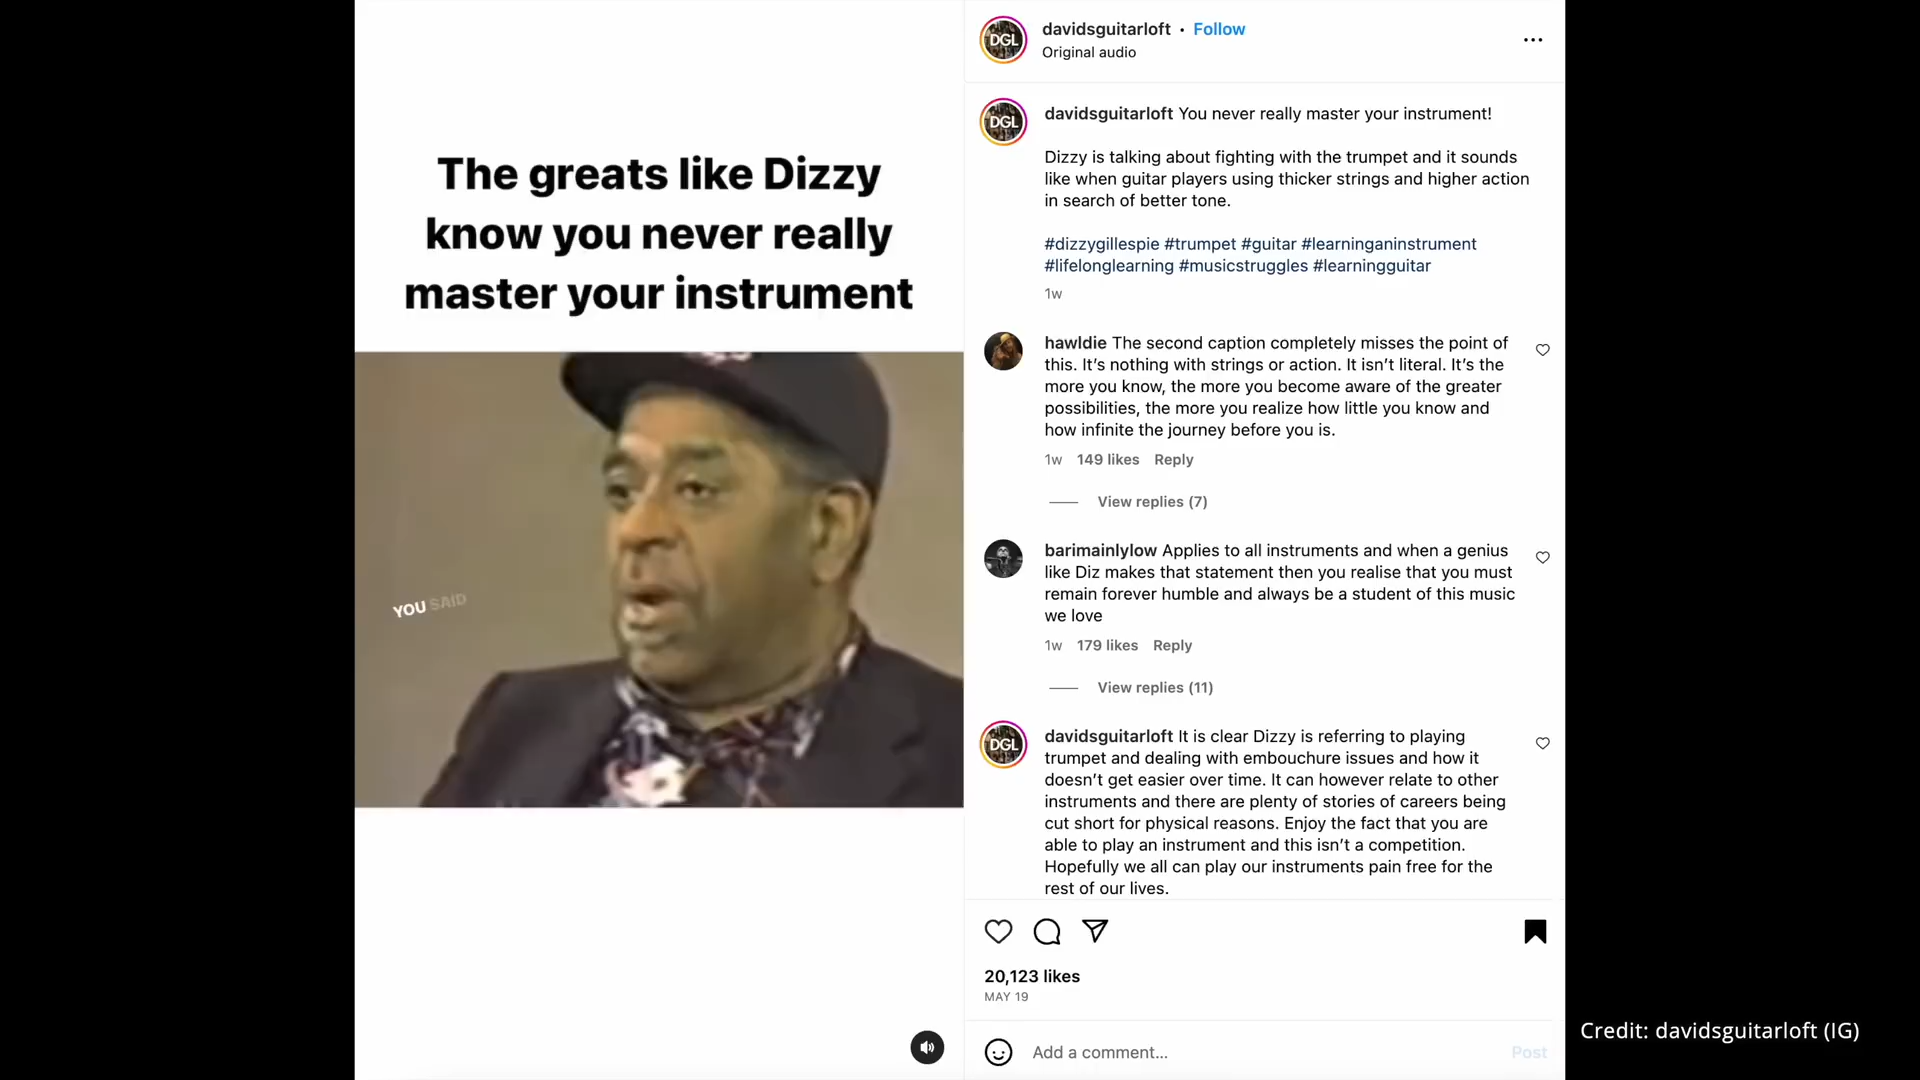 The greats like Dizzy
know you never really
master your instrument
YOU SAID
DGL
davidsguitarloft • Follow
Original audio
DGL
davidsguitarloft You never really master your instrument!
Dizzy is talking about fighting with the trumpet and it sounds
like when guitar players using thicker strings and higher action
in search of better tone.
#dizzygillespie #trumpet #guitar #learninganinstrument
#lifelonglearning #musicstruggles #learningguitar
1w
hawldie The second caption completely misses the point of
this. It’s nothing with strings or action. It isn’t literal. It’s the
more you know, the more you become aware of the greater
possibilities, the more you realize how little you know and
how infinite the journey before you is.
1w 149 likes Reply
View replies (7)
barimainlylow Applies to all instruments and when a genius
like Diz makes that statement then you realise that you must
remain forever humble and always be a student of this music
we love
1w 179 likes Reply
View replies (11)
DGL
davidsguitarloft It is clear Dizzy is referring to playing
trumpet and dealing with embouchure issues and how it
doesn’t get easier over time. It can however relate to other
instruments and there are plenty of stories of careers being
cut short for physical reasons. Enjoy the fact that you are
able to play an instrument and this isn’t a competition.
Hopefully we all can play our instruments pain free for the
rest of our lives.
20,123 likes
MAY 19
Add a comment...
Post
Credit: davidsguitarloft (IG)